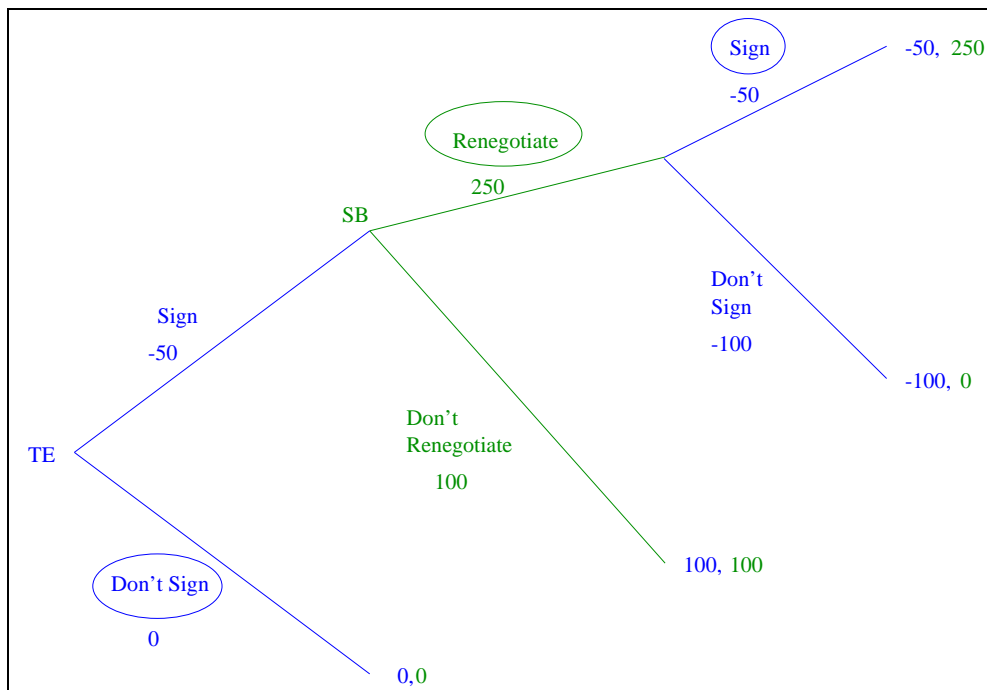 Sign
-50
-50, 250
Renegotiate
250
SB
Don't
Sign
-100
Sign
-50
-100, 0
Don't
Renegotiate
100
TE
100, 100
Don't Sign
0
0,0